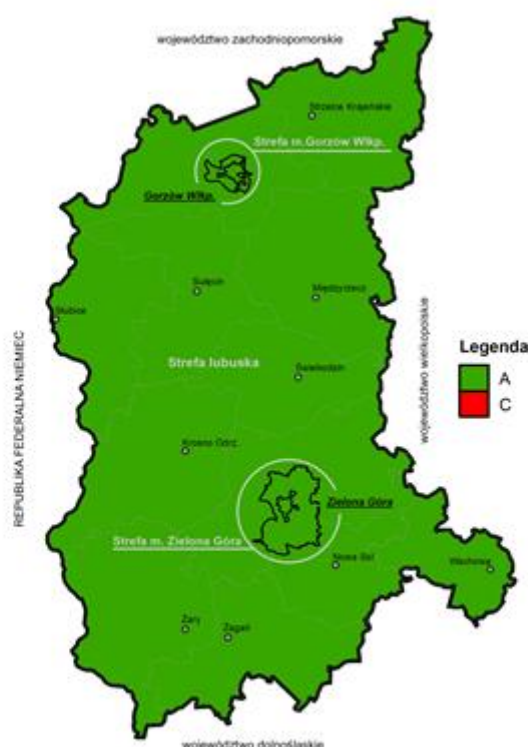 województwo zachodniopomorskie
Strzelce Krajeńskie
Strefa m.Gorzów Wlkp.
Gorzów Wlkp.
Sulęcin
Międzyrzecz
Słubice
Strefa lubuska
Świebodzin
REPUBLIKA FEDERALNA NIEMIEC
województwo wielkopolskie
Legenda
A
C
Krosno Odrz.
Zielona Góra
Strefa m. Zielona Góra
Nowa Sól
Wschowa
Żary
Żagań
województwo dolnośląskie